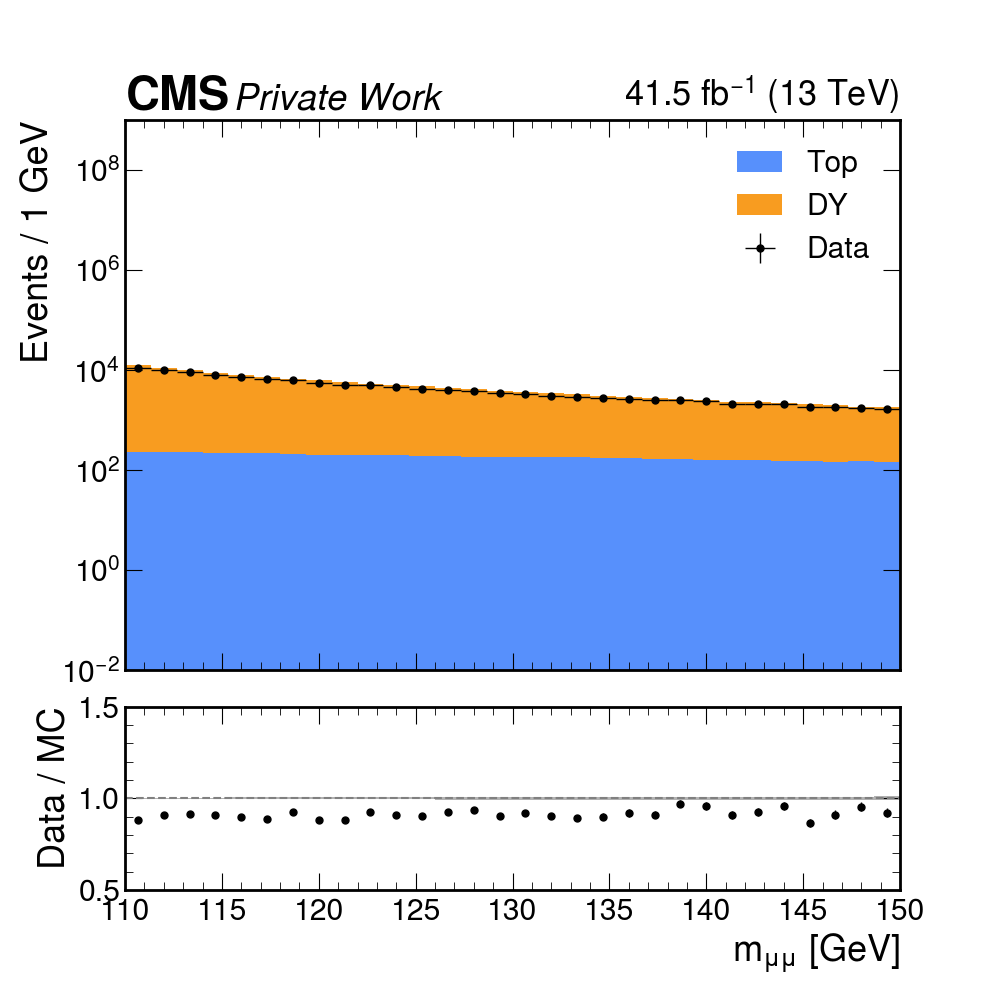 CMS Private Work
41.5 fb⁻¹ (13 TeV)
Events / 1 GeV
10⁸
10⁶
10⁴
10²
10⁰
10⁻²
Top
DY
Data
Data / MC
1.5
1.0
0.5
110 115 120 125 130 135 140 145 150
m_μμ [GeV]